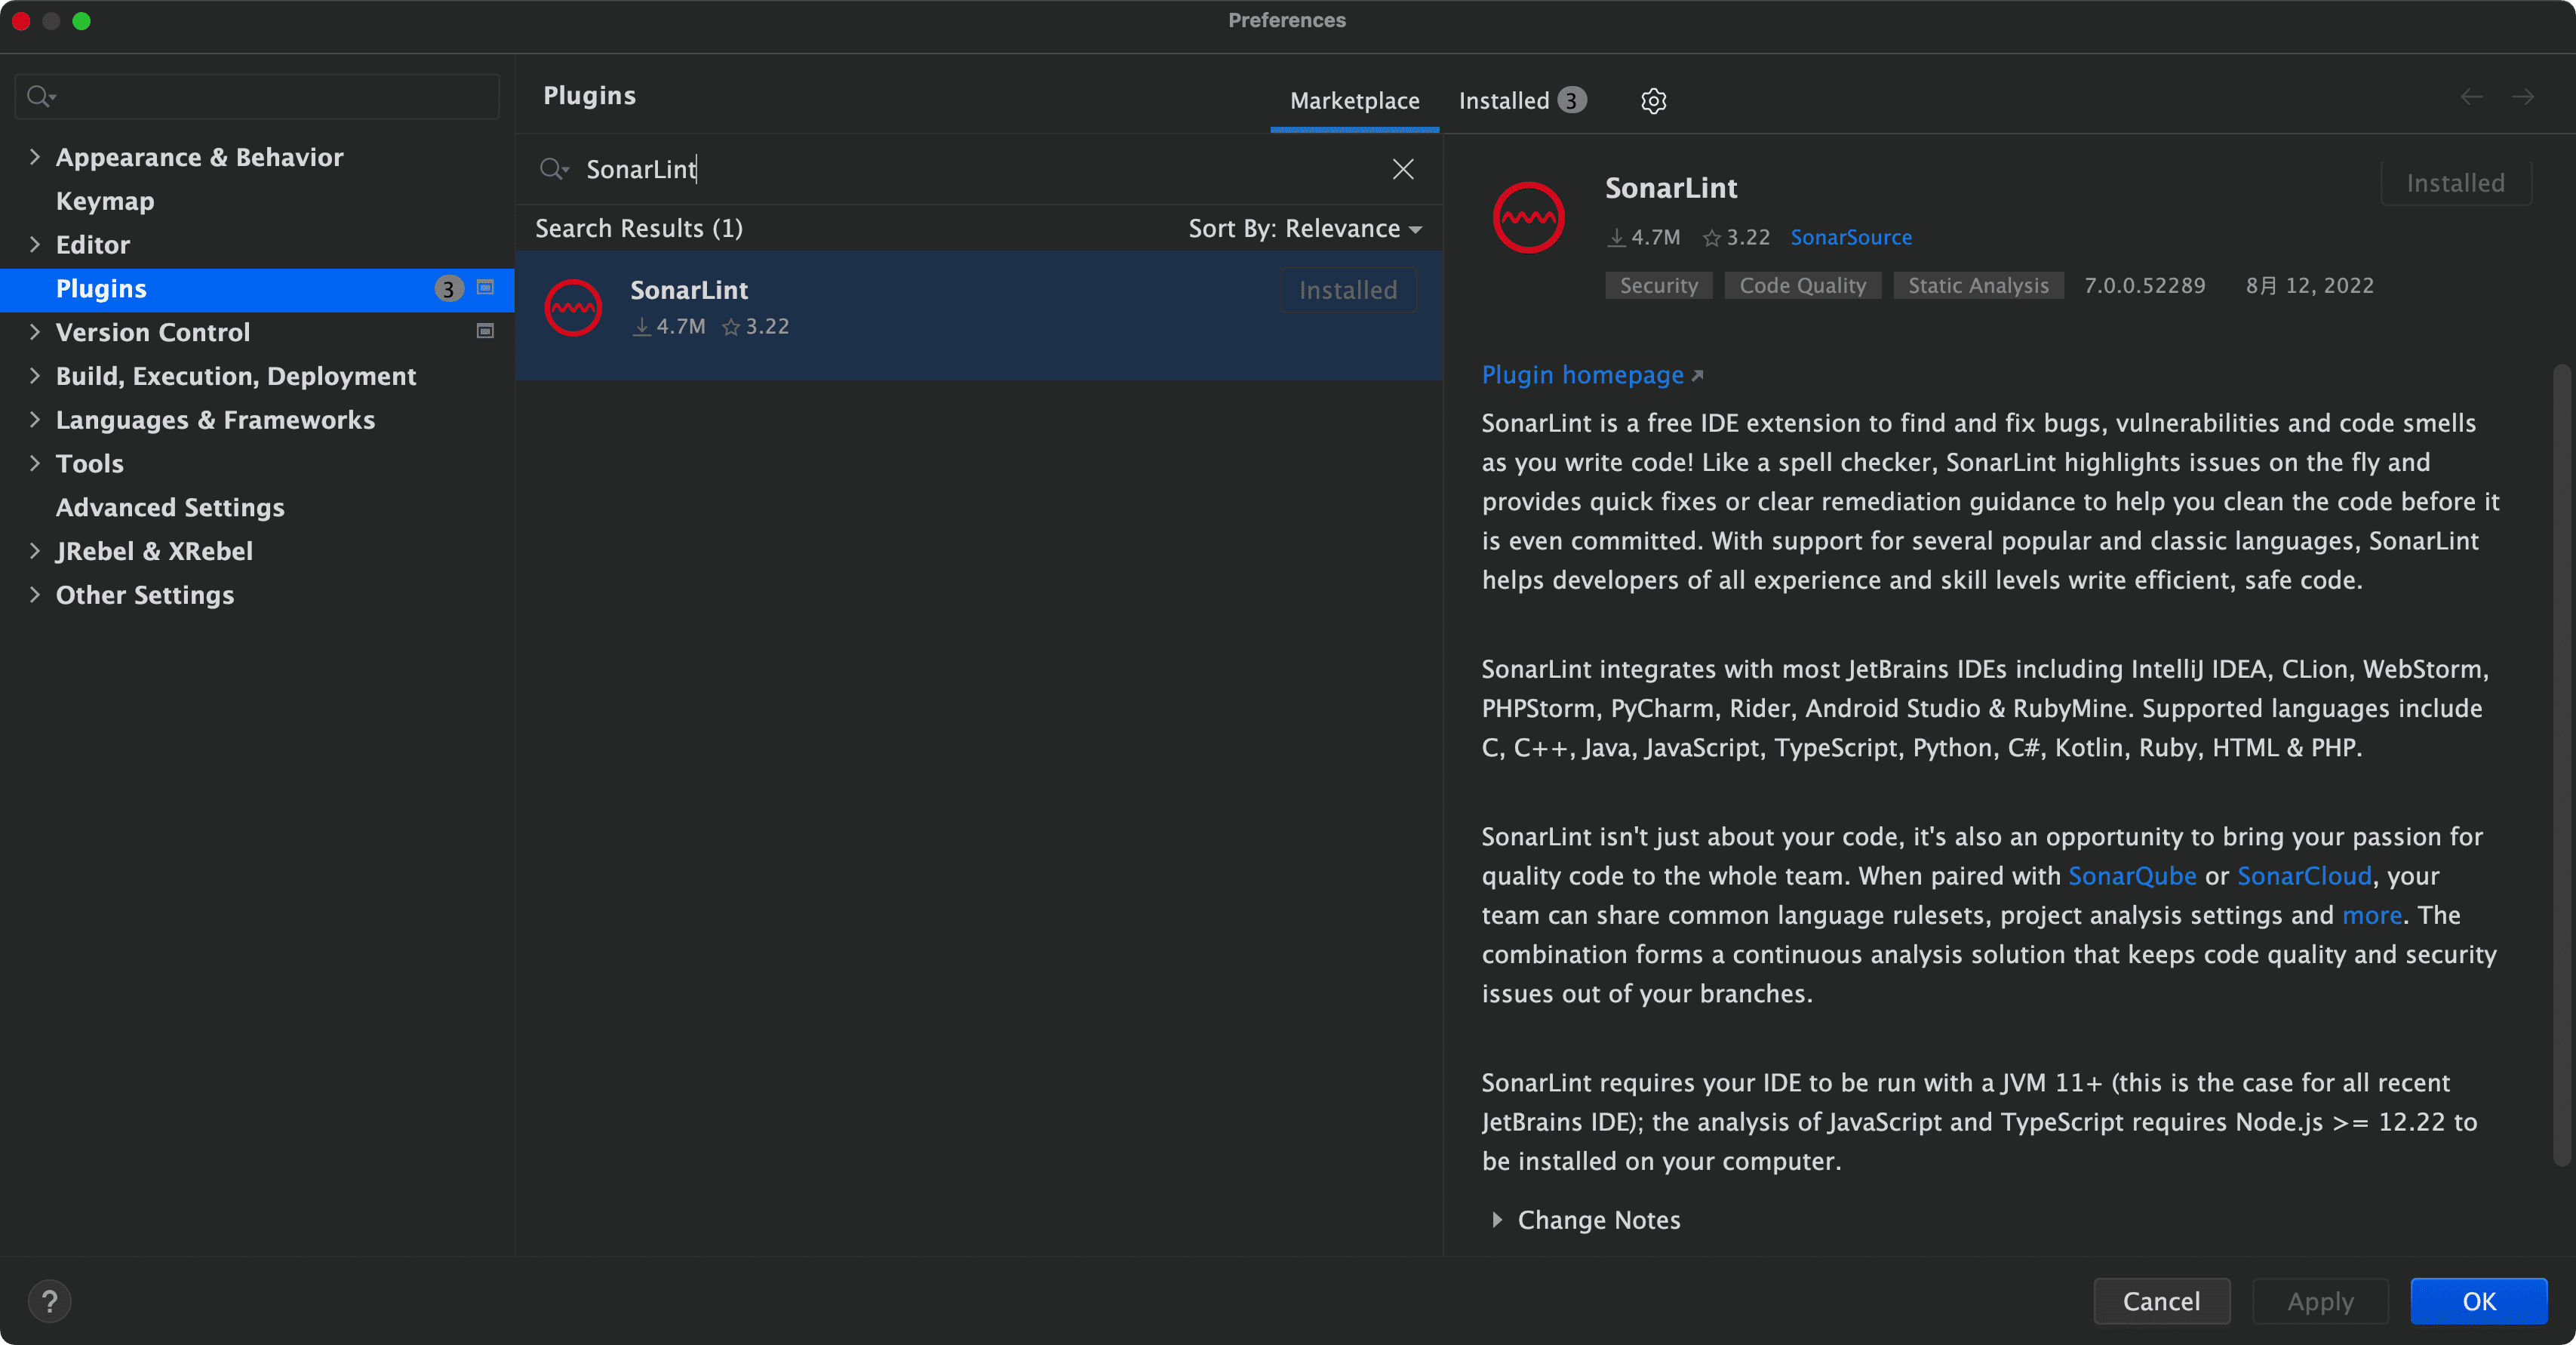 Preferences
Appearance & Behavior
Keymap
Editor
Plugins 3
Version Control
Build, Execution, Deployment
Languages & Frameworks
Tools
Advanced Settings
JRebel & XRebel
Other Settings
Plugins
Marketplace
Installed 3
SonarLint
Search Results (1)
Sort By: Relevance
SonarLint
Installed
4.7M 3.22
SonarLint
Installed
4.7M 3.22 SonarSource
Security Code Quality Static Analysis 7.0.0.52289 8月 12, 2022
Plugin homepage
SonarLint is a free IDE extension to find and fix bugs, vulnerabilities and code smells
as you write code! Like a spell checker, SonarLint highlights issues on the fly and
provides quick fixes or clear remediation guidance to help you clean the code before it
is even committed. With support for several popular and classic languages, SonarLint
helps developers of all experience and skill levels write efficient, safe code.
SonarLint integrates with most JetBrains IDEs including IntelliJ IDEA, CLion, WebStorm,
PHPStorm, PyCharm, Rider, Android Studio & RubyMine. Supported languages include
C, C++, Java, JavaScript, TypeScript, Python, C#, Kotlin, Ruby, HTML & PHP.
SonarLint isn't just about your code, it's also an opportunity to bring your passion for
quality code to the whole team. When paired with SonarQube or SonarCloud, your
team can share common language rulesets, project analysis settings and more. The
combination forms a continuous analysis solution that keeps code quality and security
issues out of your branches.
SonarLint requires your IDE to be run with a JVM 11+ (this is the case for all recent
JetBrains IDE); the analysis of JavaScript and TypeScript requires Node.js >= 12.22 to
be installed on your computer.
Change Notes
?
Cancel
Apply
OK